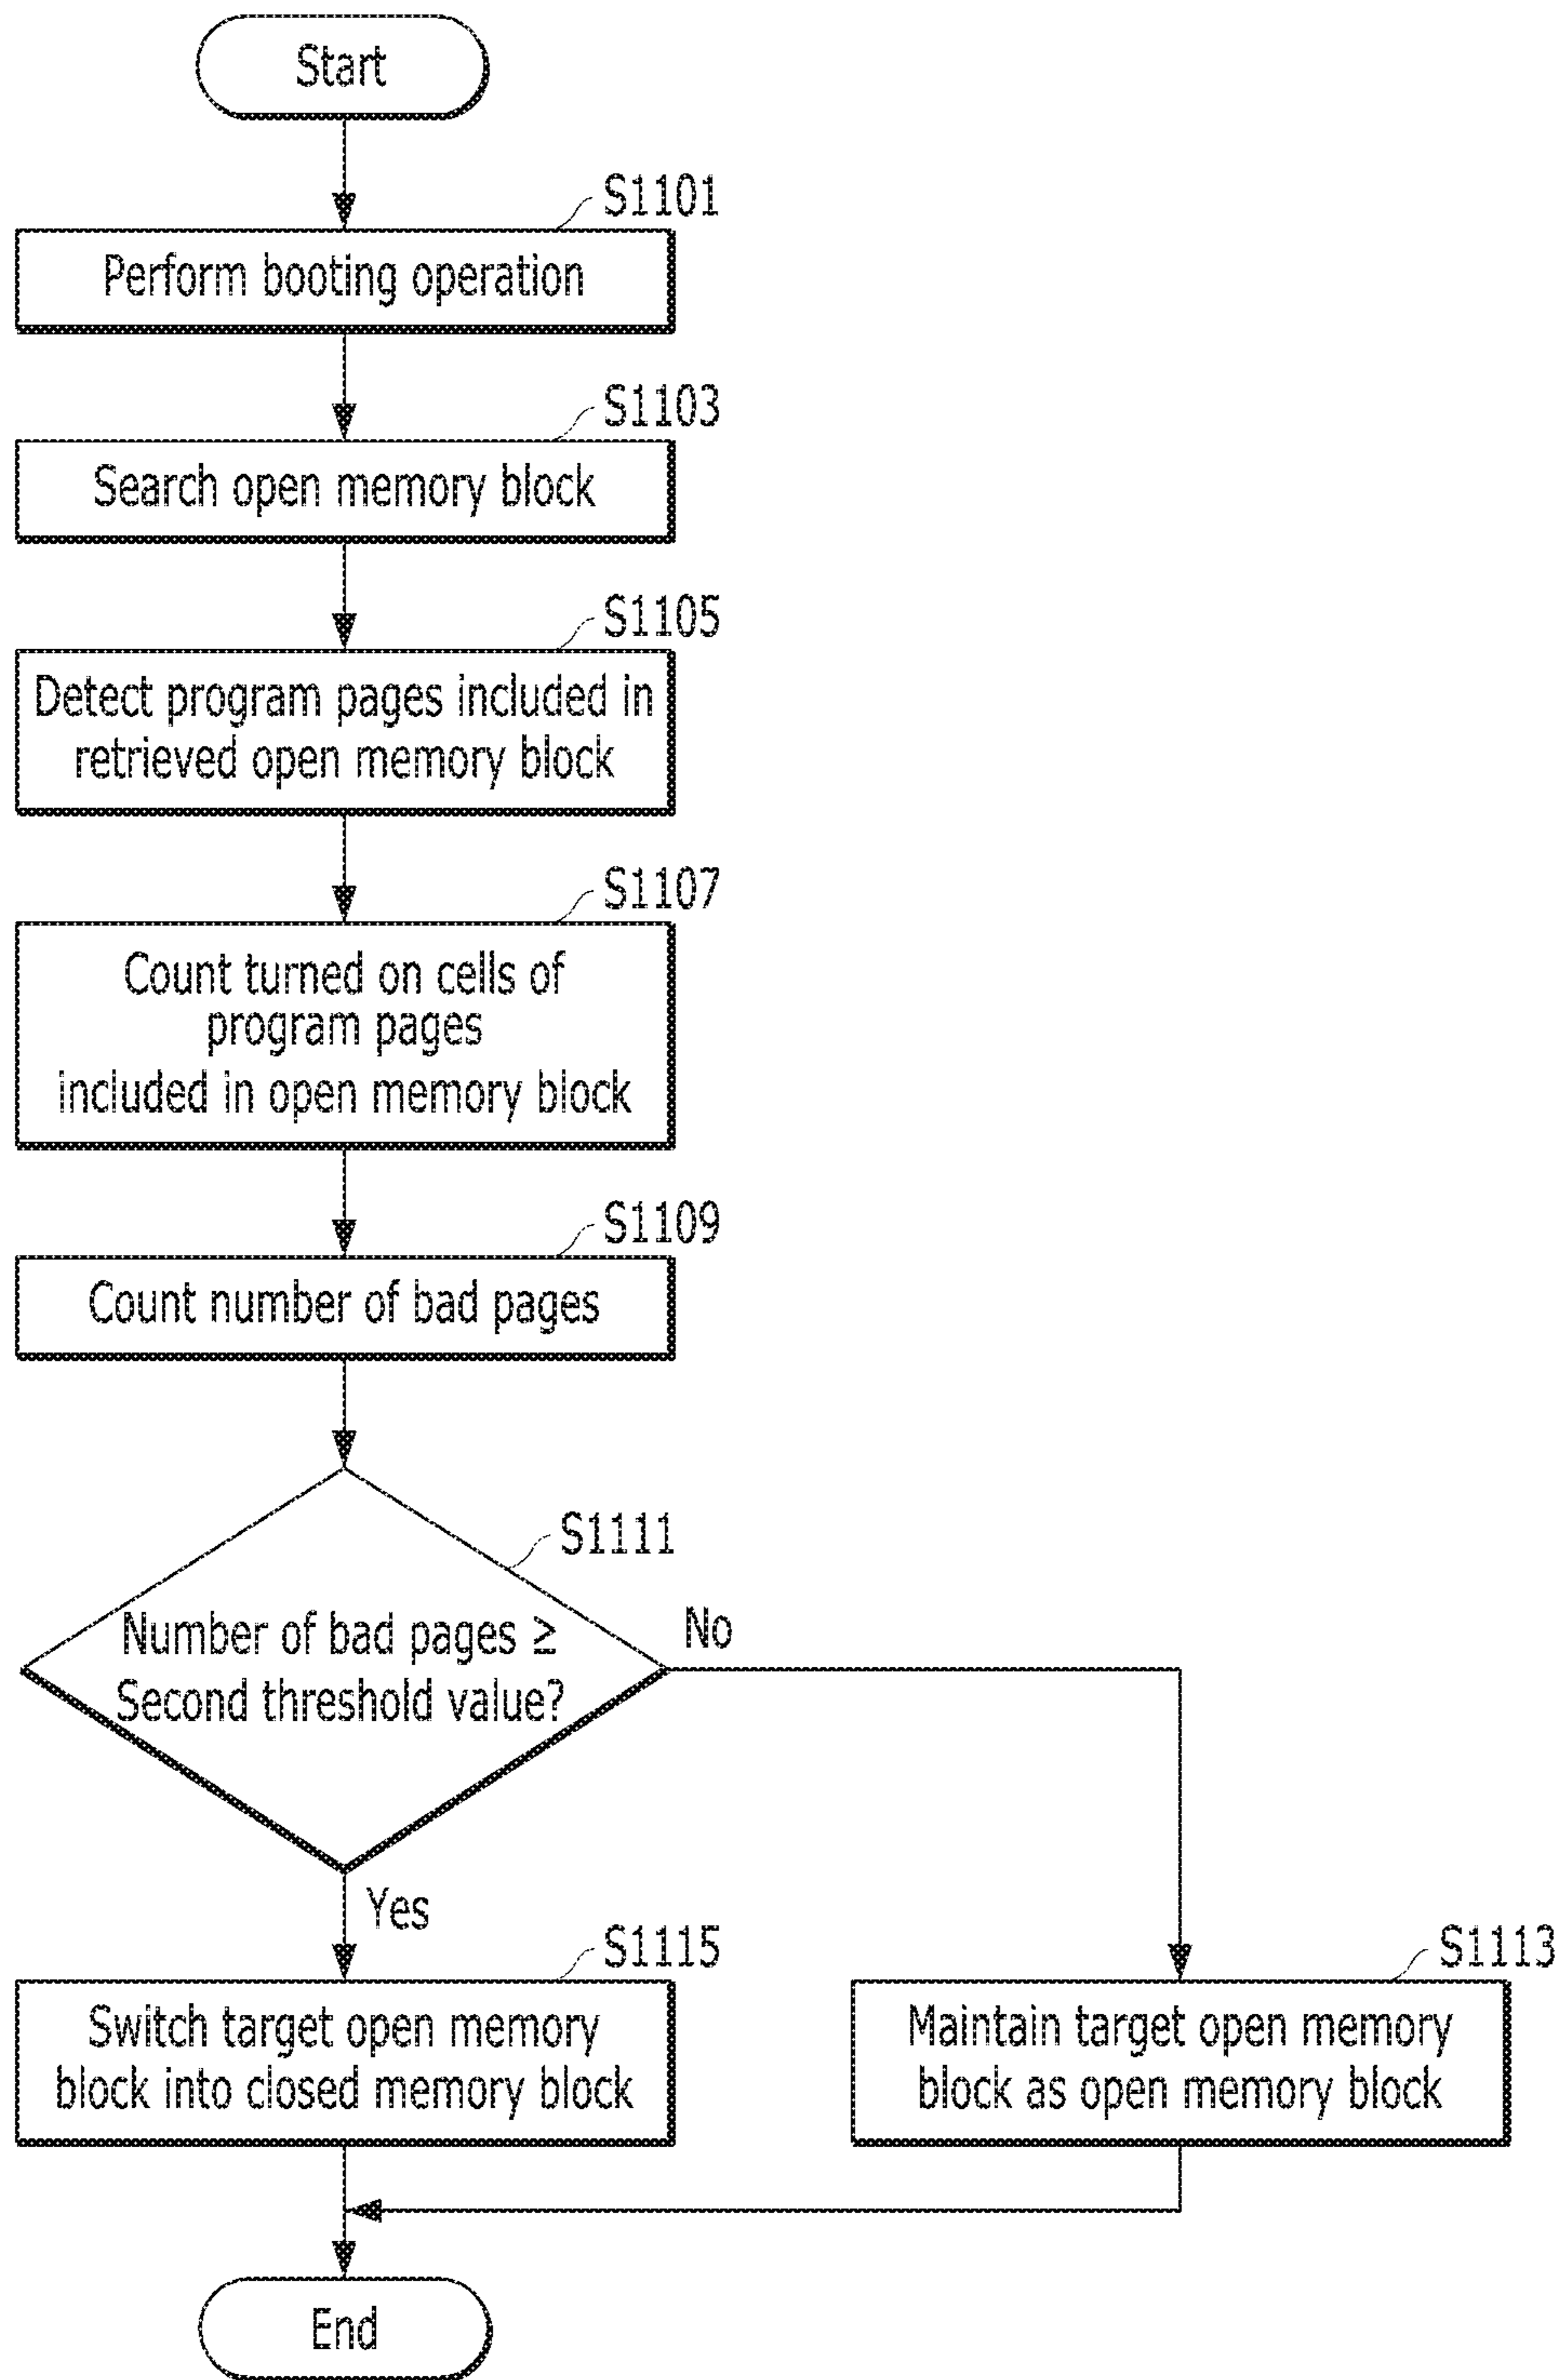 Start
S1101
Perform booting operation
S1103
Search open memory block
S1105
Detect program pages included in
retrieved open memory block
S1107
Count turned on cells of
program pages
included in open memory block
S1109
Count number of bad pages
S1111
Number of bad pages ≥
Second threshold value?
No
Yes
S1115
Switch target open memory
block into closed memory block
S1113
Maintain target open memory
block as open memory block
End